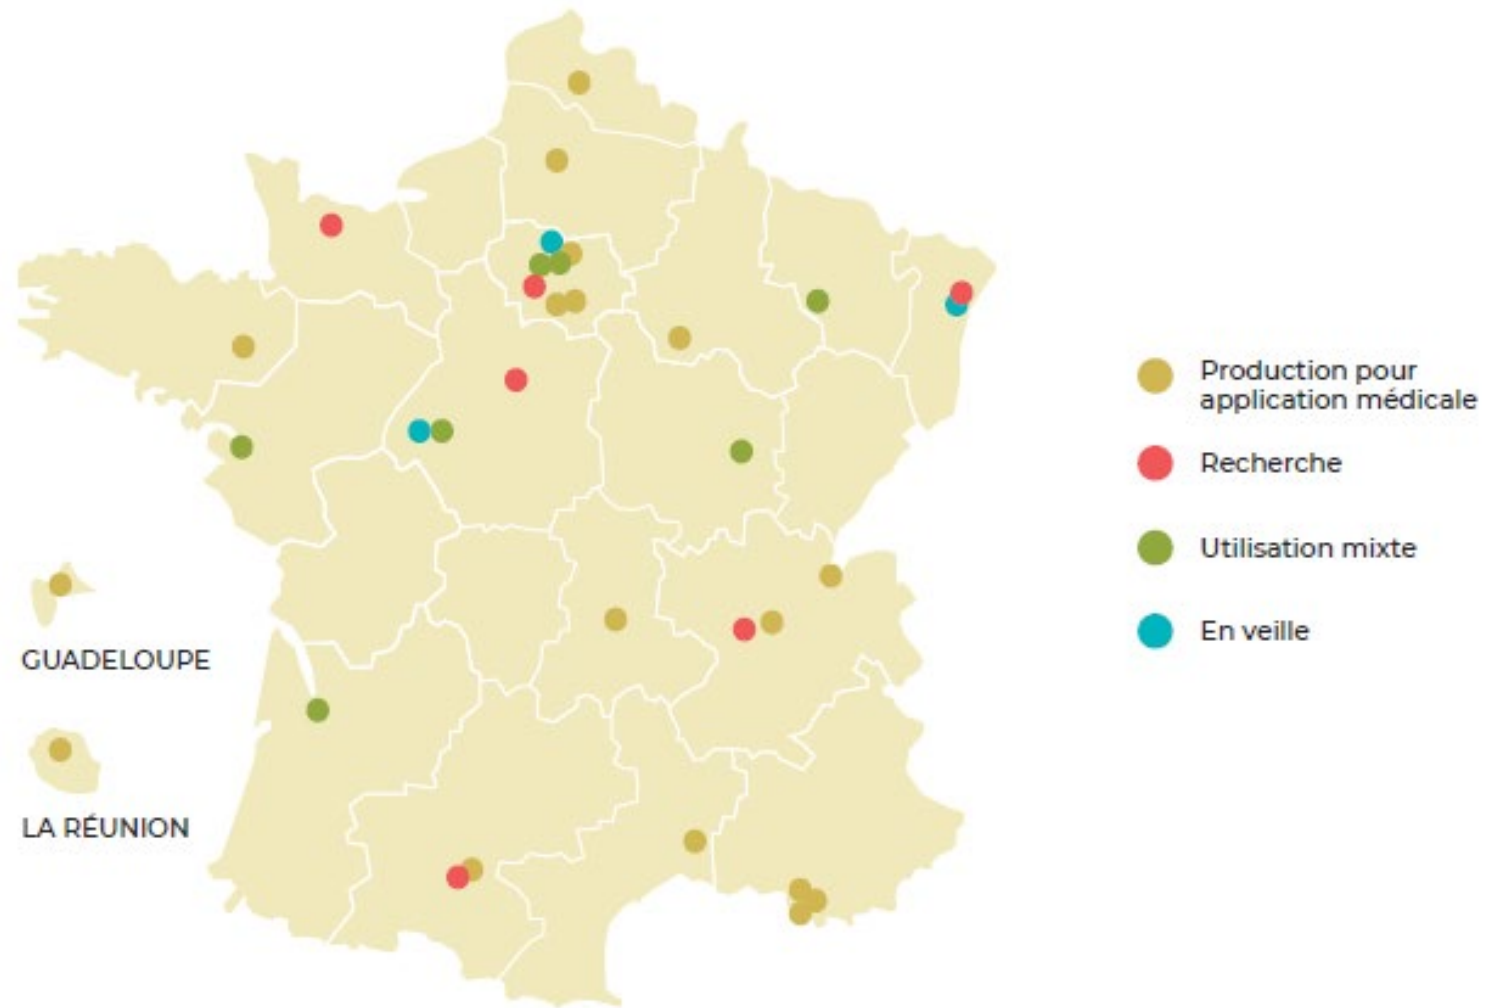 Production pour
application médicale
Recherche
Utilisation mixte
En veille
GUADELOUPE
LA RÉUNION